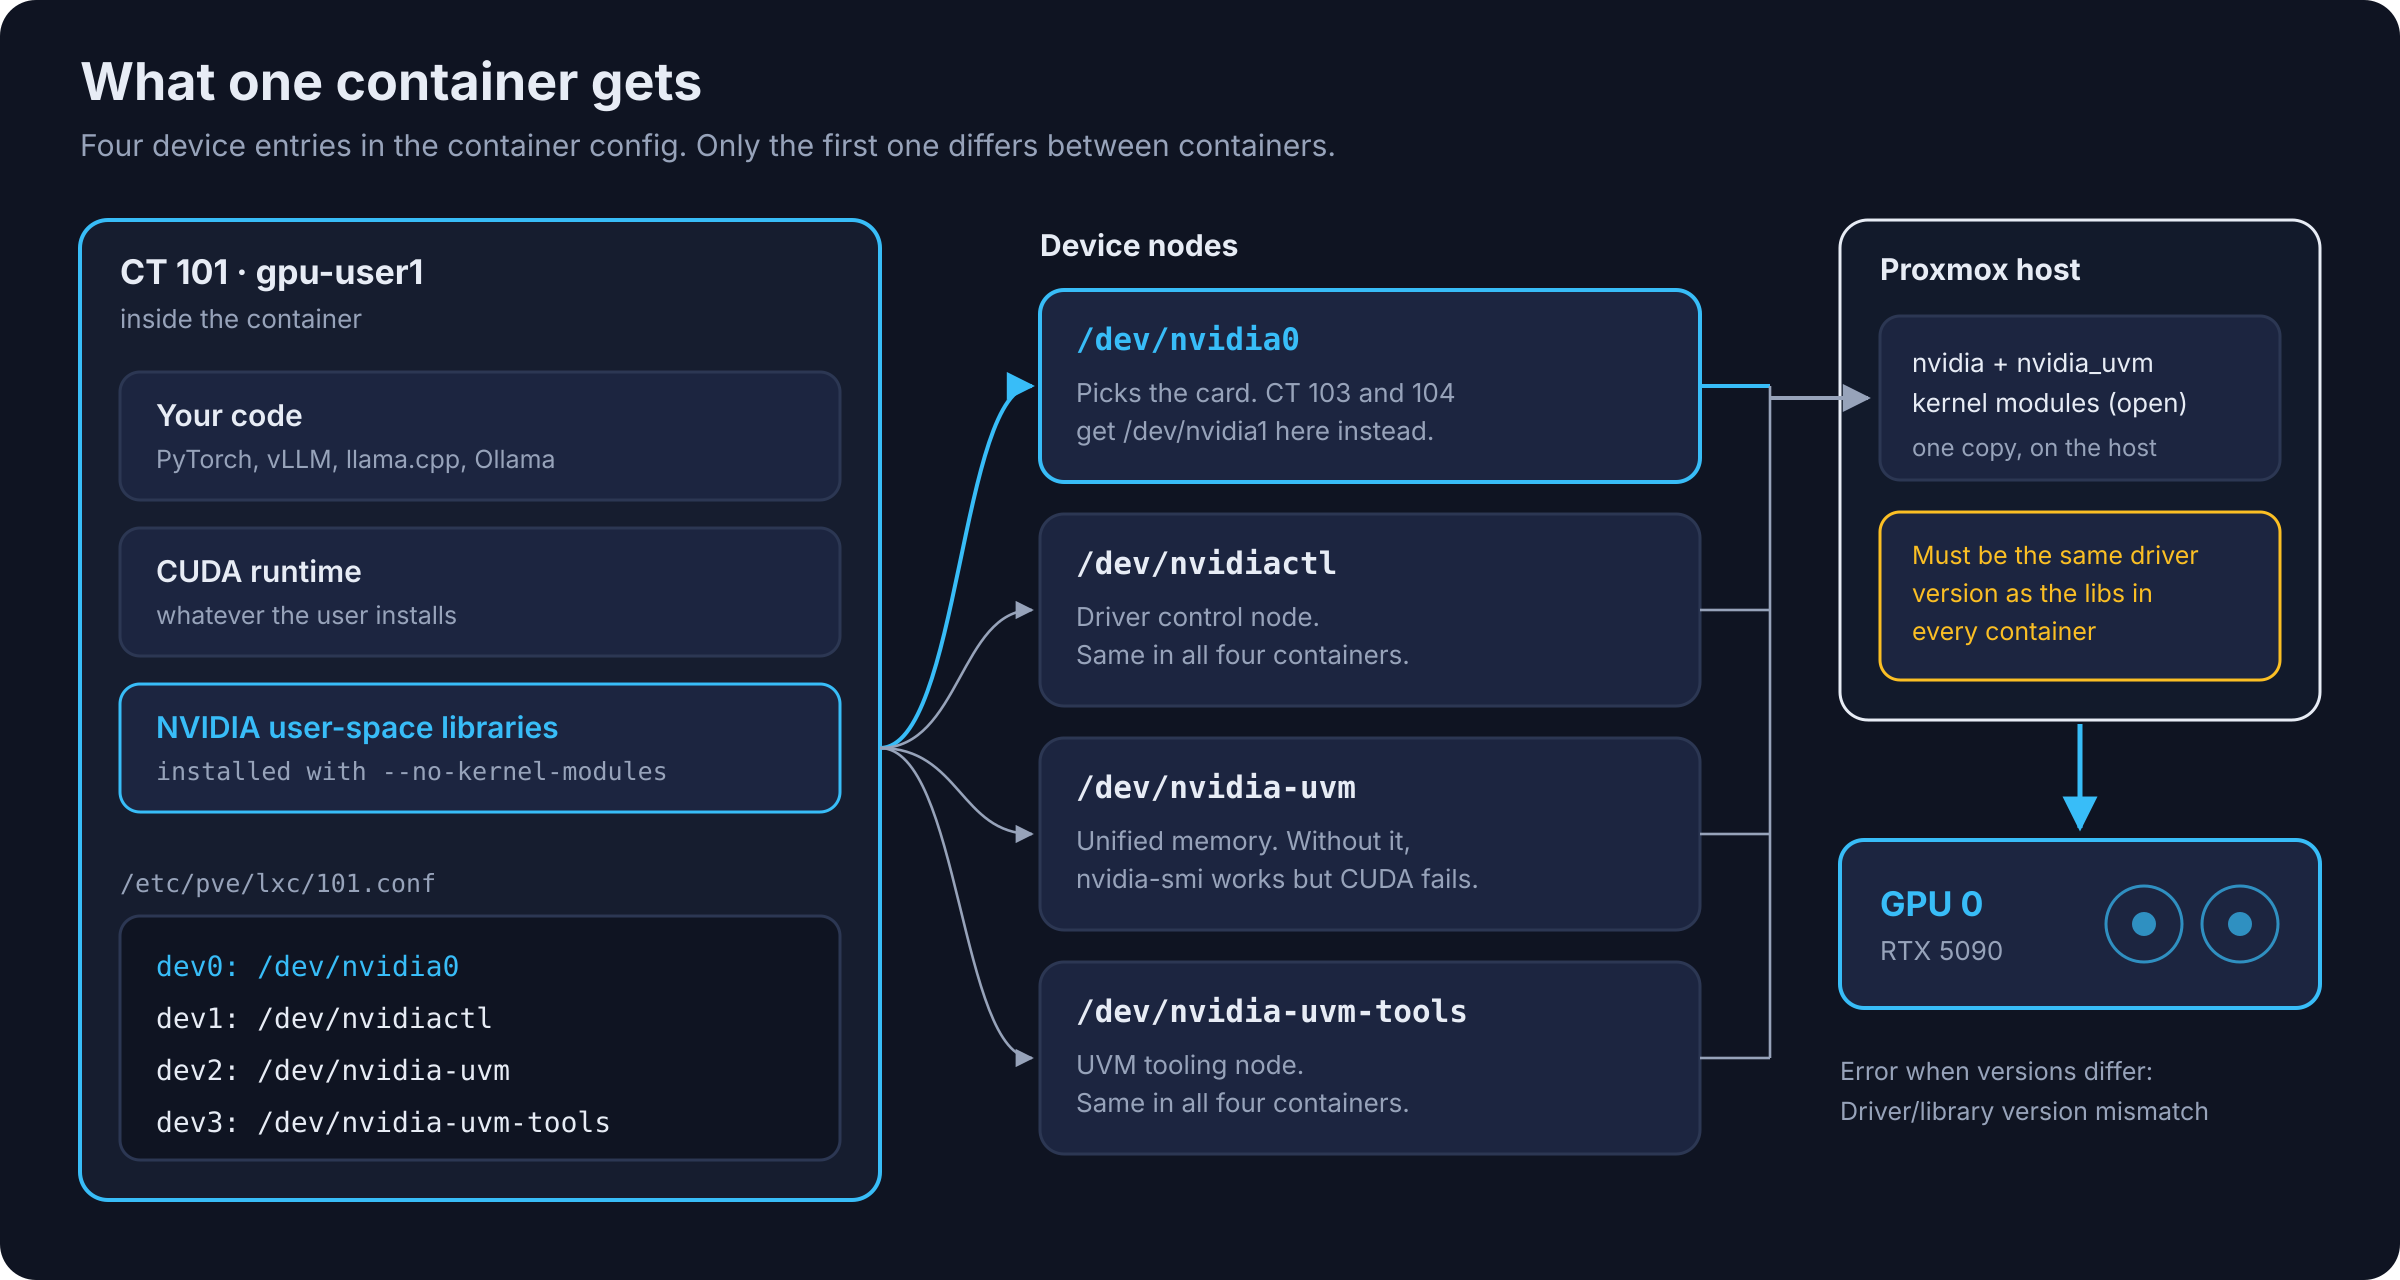 What one container gets
Four device entries in the container config. Only the first one differs between containers.
CT 101 · gpu-user1
inside the container
Your code
PyTorch, vLLM, llama.cpp, Ollama
CUDA runtime
whatever the user installs
NVIDIA user-space libraries
installed with --no-kernel-modules
/etc/pve/lxc/101.conf
dev0: /dev/nvidia0
dev1: /dev/nvidiactl
dev2: /dev/nvidia-uvm
dev3: /dev/nvidia-uvm-tools
Device nodes
/dev/nvidia0
Picks the card. CT 103 and 104
get /dev/nvidia1 here instead.
/dev/nvidiactl
Driver control node.
Same in all four containers.
/dev/nvidia-uvm
Unified memory. Without it,
nvidia-smi works but CUDA fails.
/dev/nvidia-uvm-tools
UVM tooling node.
Same in all four containers.
Proxmox host
nvidia + nvidia_uvm
kernel modules (open)
one copy, on the host
Must be the same driver
version as the libs in
every container
GPU 0
RTX 5090
Error when versions differ:
Driver/library version mismatch